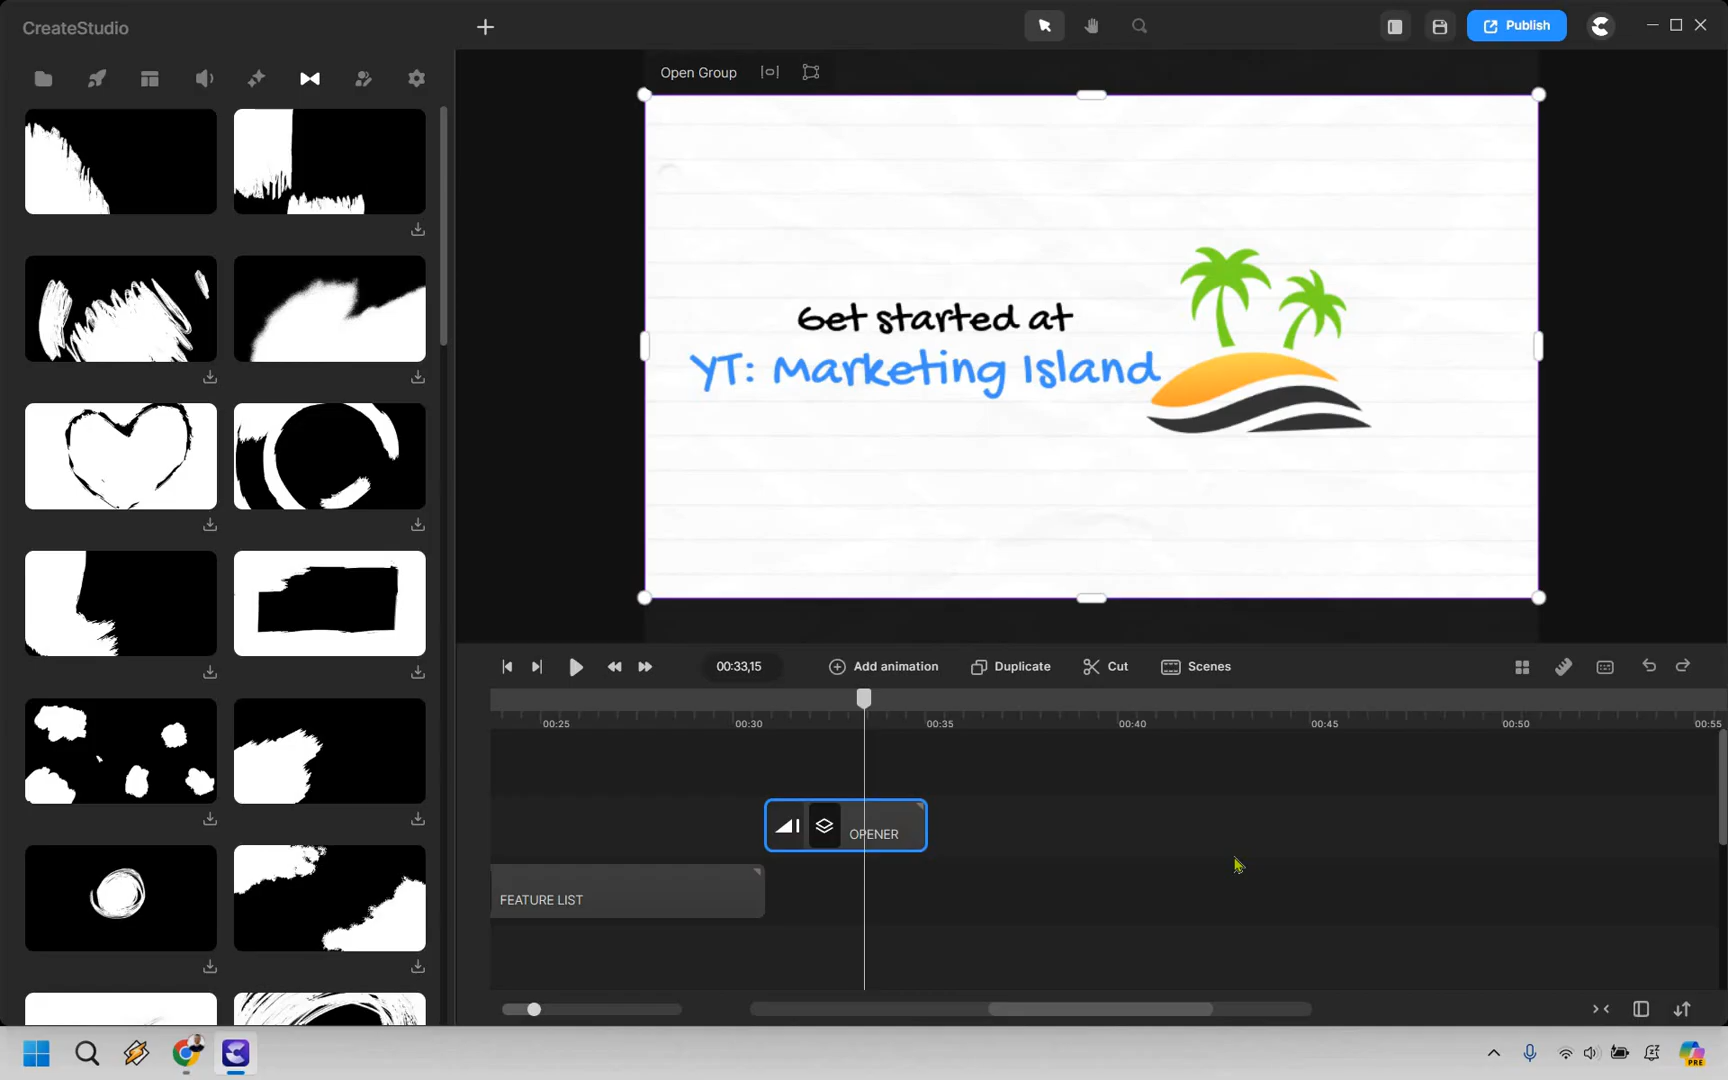 CreateStudio
Publish
Open Group
Get started at
YT: Marketing Island
00:33,15
Add animation
Duplicate
Cut
Scenes
00:25
00:30
00:35
00:40
00:45
00:50
00:55
OPENER
FEATURE LIST
PRE